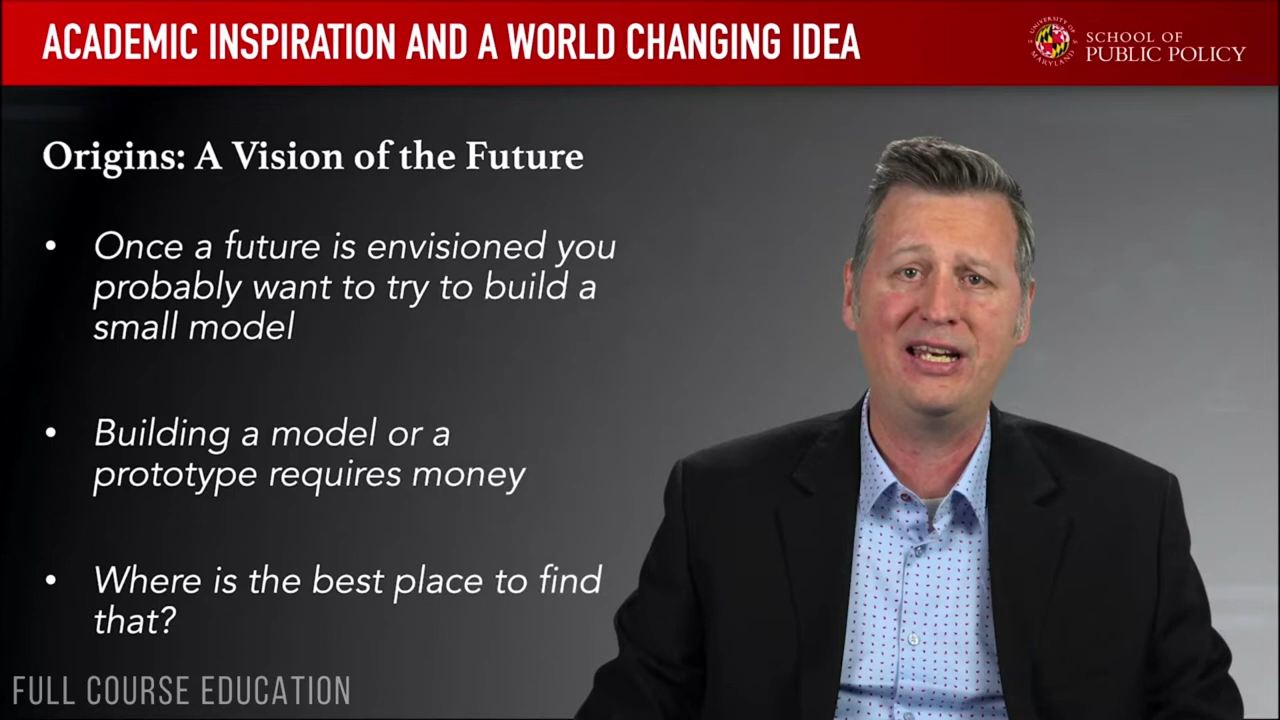 ACADEMIC INSPIRATION AND A WORLD CHANGING IDEA
UNIVERSITY OF
MARYLAND
SCHOOL OF
PUBLIC POLICY
Origins: A Vision of the Future
• Once a future is envisioned you
probably want to try to build a
small model
• Building a model or a
prototype requires money
• Where is the best place to find
that?
FULL COURSE EDUCATION